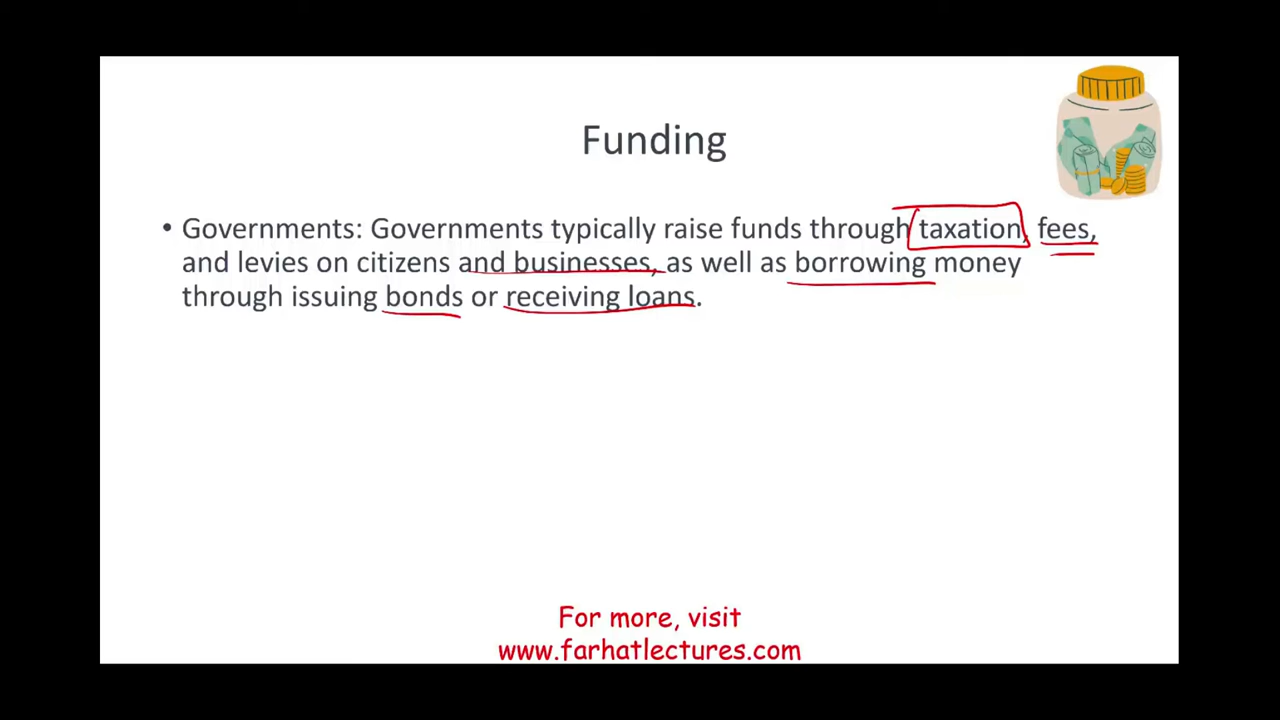 Funding
• Governments: Governments typically raise funds through taxation, fees,
and levies on citizens and businesses, as well as borrowing money
through issuing bonds or receiving loans.
For more, visit
www.farhatlectures.com